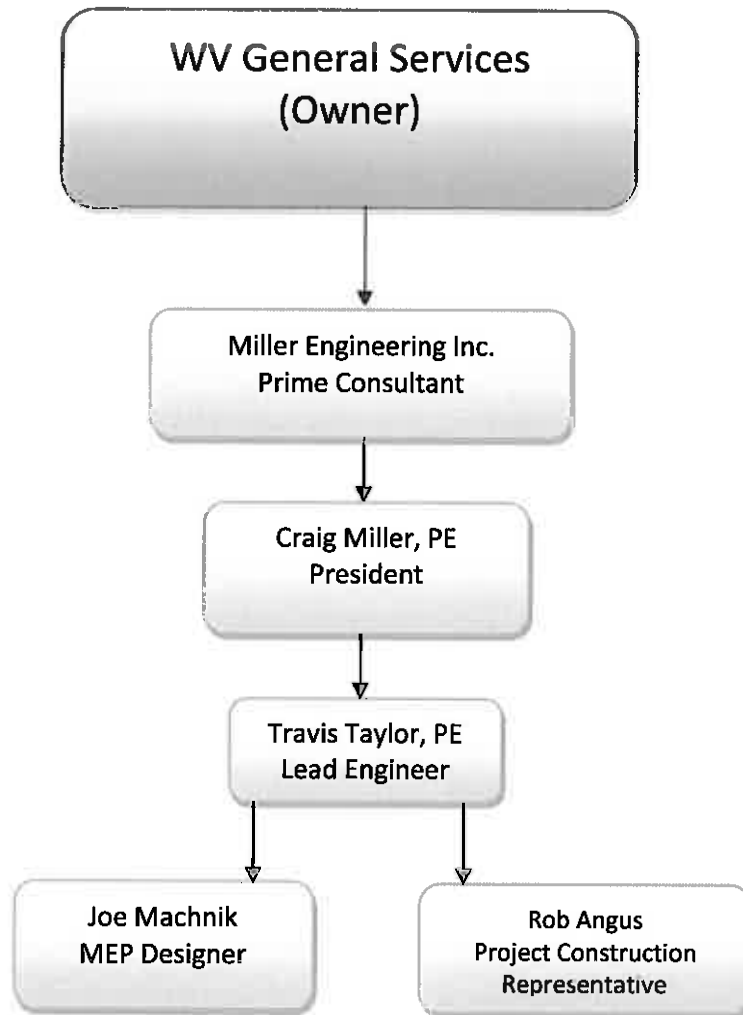 WV General Services
(Owner)
Miller Engineering Inc.
Prime Consultant
Craig Miller, PE
President
Travis Taylor, PE
Lead Engineer
Joe Machnik
MEP Designer
Rob Angus
Project Construction
Representative